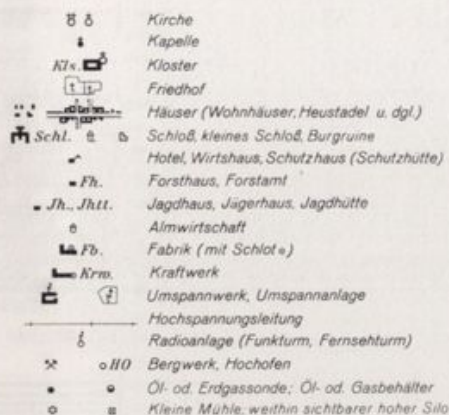 Kirche
Kapelle
Kls. Kloster
Friedhof
Häuser (Wohnhäuser, Heustadel u. dgl.)
Schl. Schloß, kleines Schloß, Burgruine
Hotel, Wirtshaus, Schutzhaus (Schutzhütte)
Fh. Forsthaus, Forstamt
Jh., Jhtt. Jagdhaus, Jägerhaus, Jagdhütte
Almwirtschaft
Fb. Fabrik (mit Schlot)
Krw. Kraftwerk
Umspannwerk, Umspannanlage
Hochspannungsleitung
Radioanlage (Funkturm, Fernsehturm)
HO Bergwerk, Hochofen
Öl- od. Erdgassonde; Öl- od. Gasbehälter
Kleine Mühle, weithin sichtbarer hoher Silo